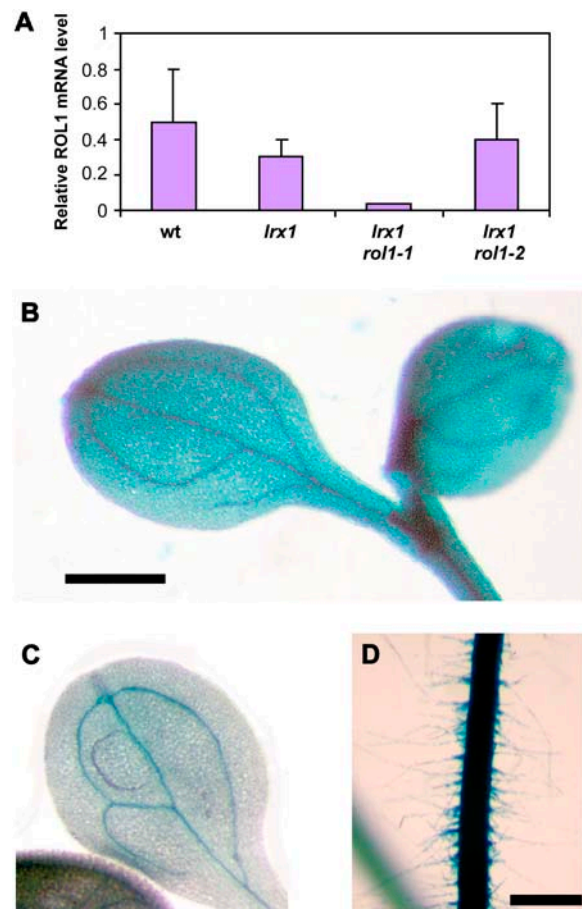 A
Relative ROL1 mRNA level
1
0.8
0.6
0.4
0.2
0
wt
lrx1
lrx1
rol1-1
lrx1
rol1-2
B
C
D